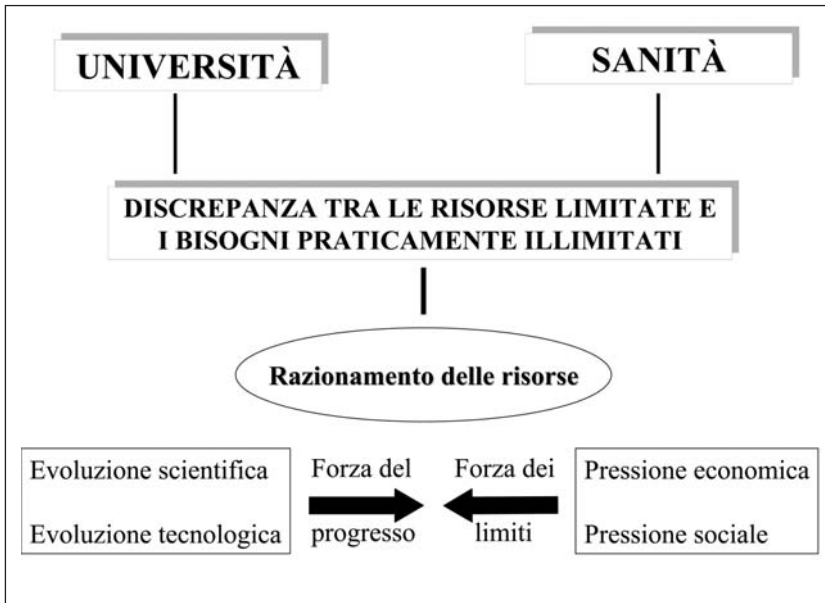 UNIVERSITÀ
SANITÀ
DISCREPANZA TRA LE RISORSE LIMITATE E
I BISOGNI PRATICAMENTE ILLIMITATI
Razionamento delle risorse
Evoluzione scientifica
Evoluzione tecnologica
Forza del
progresso
Forza dei
limiti
Pressione economica
Pressione sociale